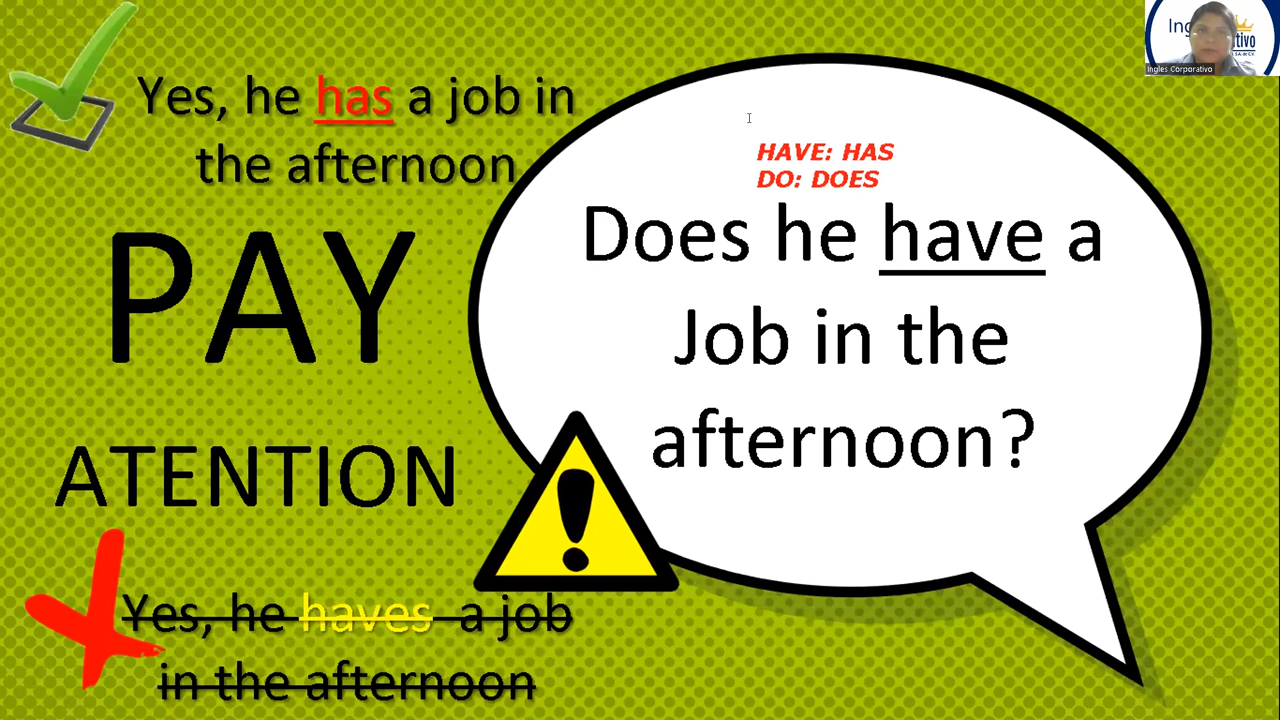 Yes, he has a job in
the afternoon
PAY
ATENTION
Yes, he haves a job
in the afternoon
HAVE: HAS
DO: DOES
Does he have a
Job in the
afternoon?
Ingles Corporativo